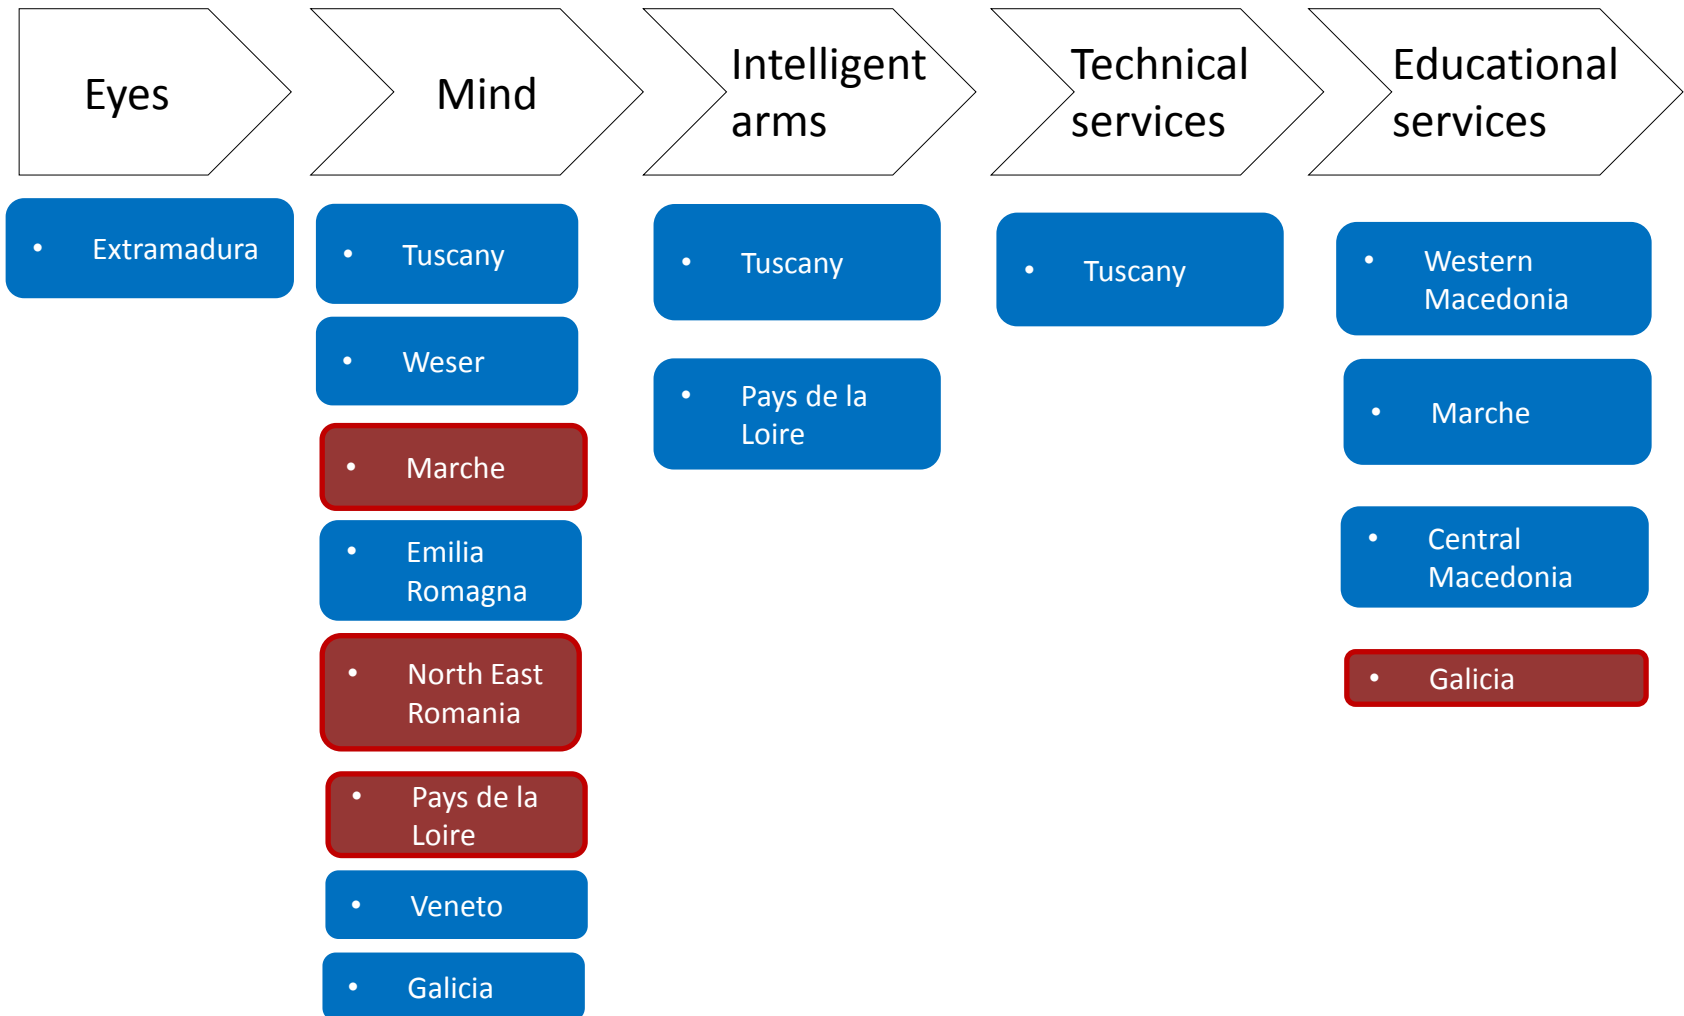 Eyes
Mind
Intelligent
arms
Technical
services
Educational
services
• Extramadura
• Tuscany
• Weser
• Marche
• Emilia
Romagna
• North East
Romania
• Pays de la
Loire
• Veneto
• Galicia
• Tuscany
• Pays de la
Loire
• Tuscany
• Western
Macedonia
• Marche
• Central
Macedonia
• Galicia